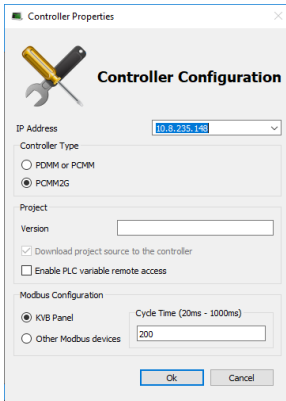 Controller Properties
Controller Configuration
IP Address
10.8.235.148
Controller Type
PDMM or PCMM
PCMM2G
Project
Version
Download project source to the controller
Enable PLC variable remote access
Modbus Configuration
KVB Panel
Cycle Time (20ms - 1000ms)
Other Modbus devices
200
Ok
Cancel